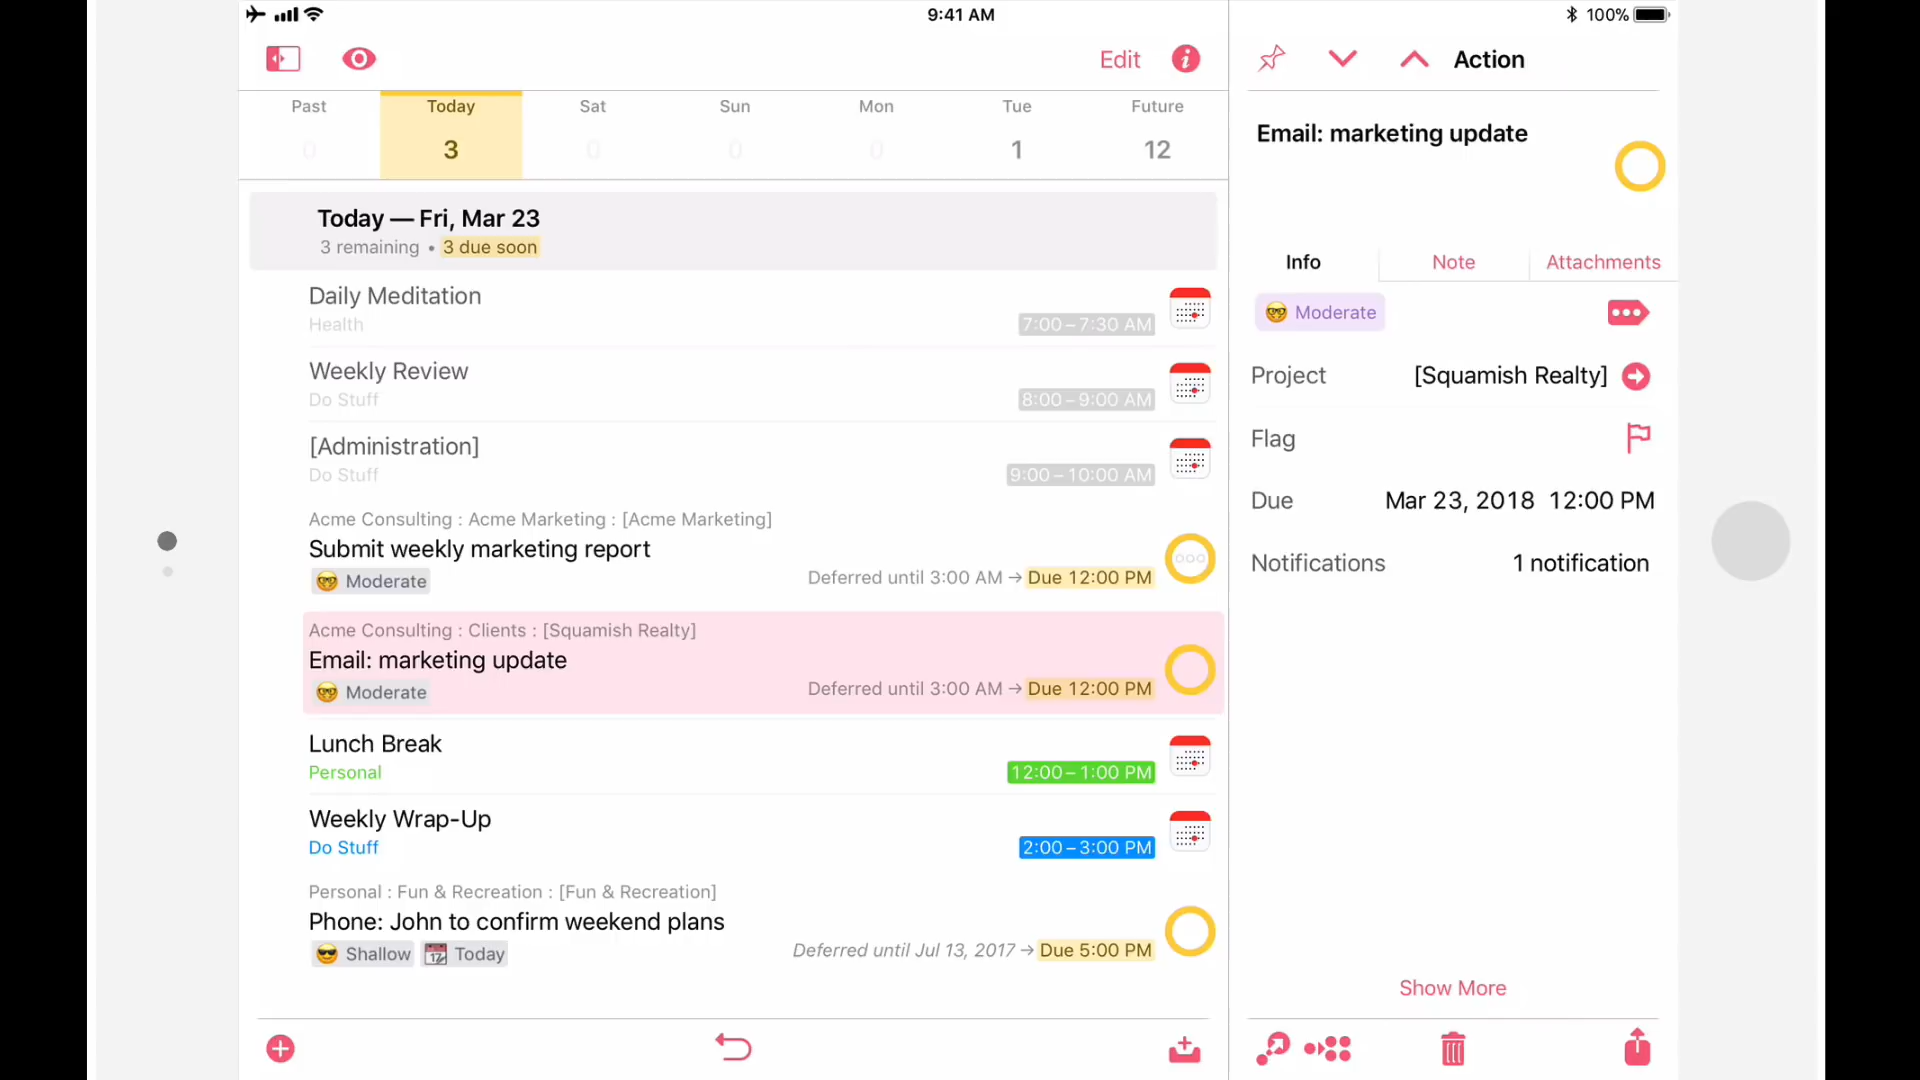 9:41 AM
100%
Edit
Past
Today
Sat
Sun
Mon
Tue
Future
0
3
0
0
0
1
12
Today — Fri, Mar 23
3 remaining • 3 due soon
Daily Meditation
Health
7:00 – 7:30 AM
Weekly Review
Do Stuff
8:00 – 9:00 AM
[Administration]
Do Stuff
9:00 – 10:00 AM
Acme Consulting : Acme Marketing : [Acme Marketing]
Submit weekly marketing report
🤓 Moderate
Deferred until 3:00 AM → Due 12:00 PM
Acme Consulting : Clients : [Squamish Realty]
Email: marketing update
🤓 Moderate
Deferred until 3:00 AM → Due 12:00 PM
Lunch Break
Personal
12:00 – 1:00 PM
Weekly Wrap-Up
Do Stuff
2:00 – 3:00 PM
Personal : Fun & Recreation : [Fun & Recreation]
Phone: John to confirm weekend plans
😎 Shallow 📆 Today
Deferred until Jul 13, 2017 → Due 5:00 PM
Action
Email: marketing update
Info
Note
Attachments
🤓 Moderate
Project [Squamish Realty]
Flag
Due Mar 23, 2018 12:00 PM
Notifications 1 notification
Show More